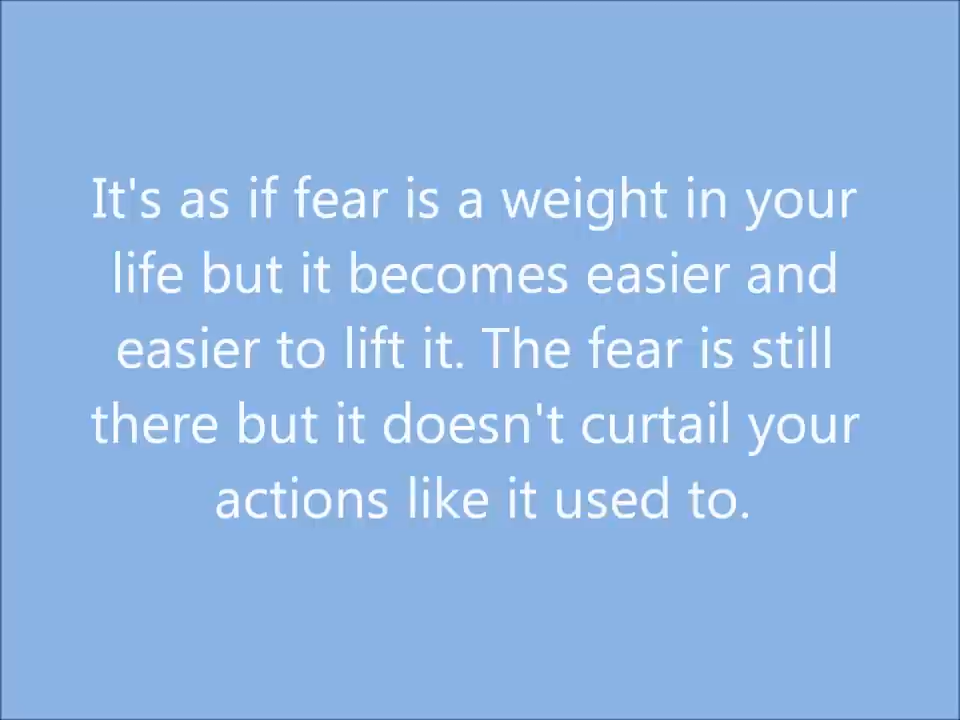 It's as if fear is a weight in your
life but it becomes easier and
easier to lift it. The fear is still
there but it doesn't curtail your
actions like it used to.